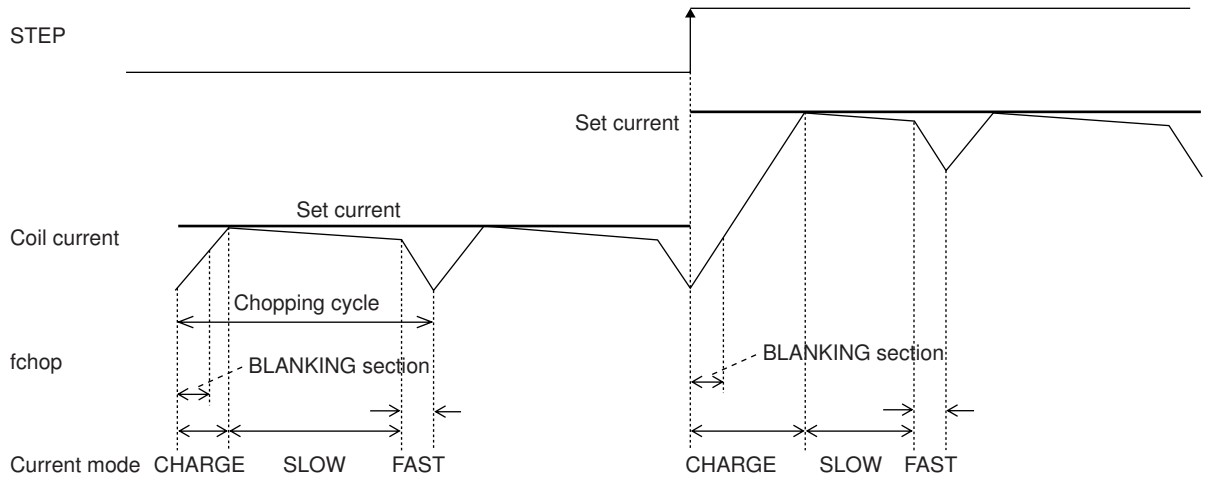 STEP
Set current
Set current
Coil current
Chopping cycle
fchop
BLANKING section
BLANKING section
Current mode CHARGE SLOW FAST CHARGE SLOW FAST